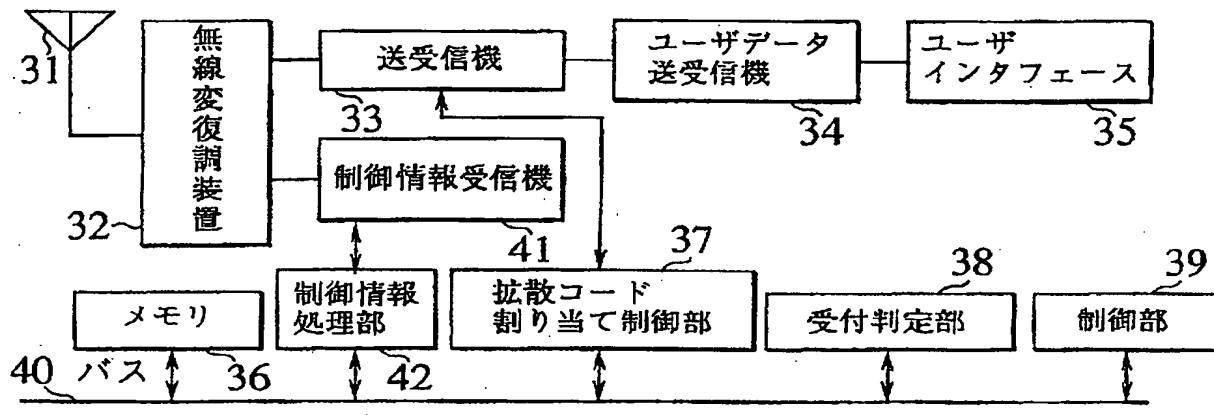 31
無線変復調装置
32
送受信機
33
ユーザデータ
送受信機
34
ユーザ
インタフェース
35
制御情報受信機
41
メモリ
36
制御情報
処理部
42
拡散コード
割り当て制御部
37
受付判定部
38
制御部
39
40
バス